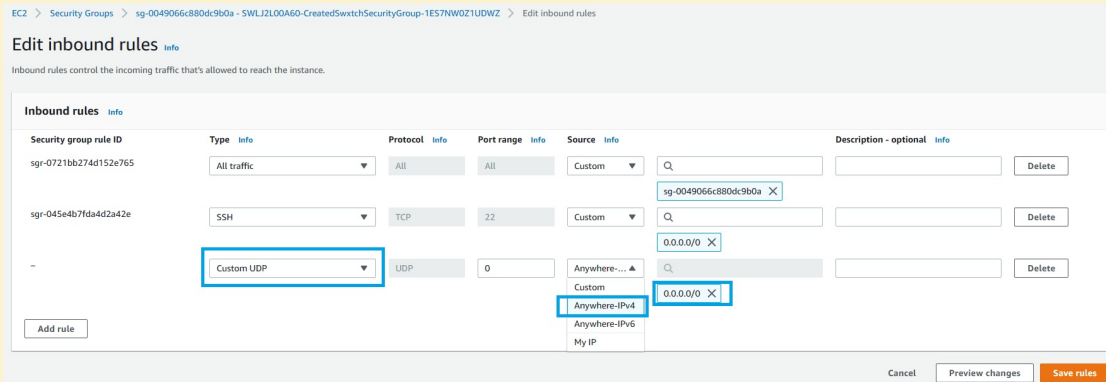 EC2 > Security Groups > sg-0049066c880dc9b0a - SWLJ2L00A60-CreatedSwxtchSecurityGroup-1ES7NW0Z1UDWZ > Edit inbound rules
Edit inbound rules Info
Inbound rules control the incoming traffic that's allowed to reach the instance.
Inbound rules Info
Security group rule ID Type Info Protocol Info Port range Info Source Info Description - optional Info
sgr-0721bb274d152e765 All traffic All All Custom Delete
sg-0049066c880dc9b0a
sgr-045e4b7fda4d2a42e SSH TCP 22 Custom Delete
0.0.0.0/0
– Custom UDP UDP 0 Anywhere-... Delete
Custom 0.0.0.0/0
Anywhere-IPv4
Anywhere-IPv6
My IP
Add rule
Cancel Preview changes Save rules